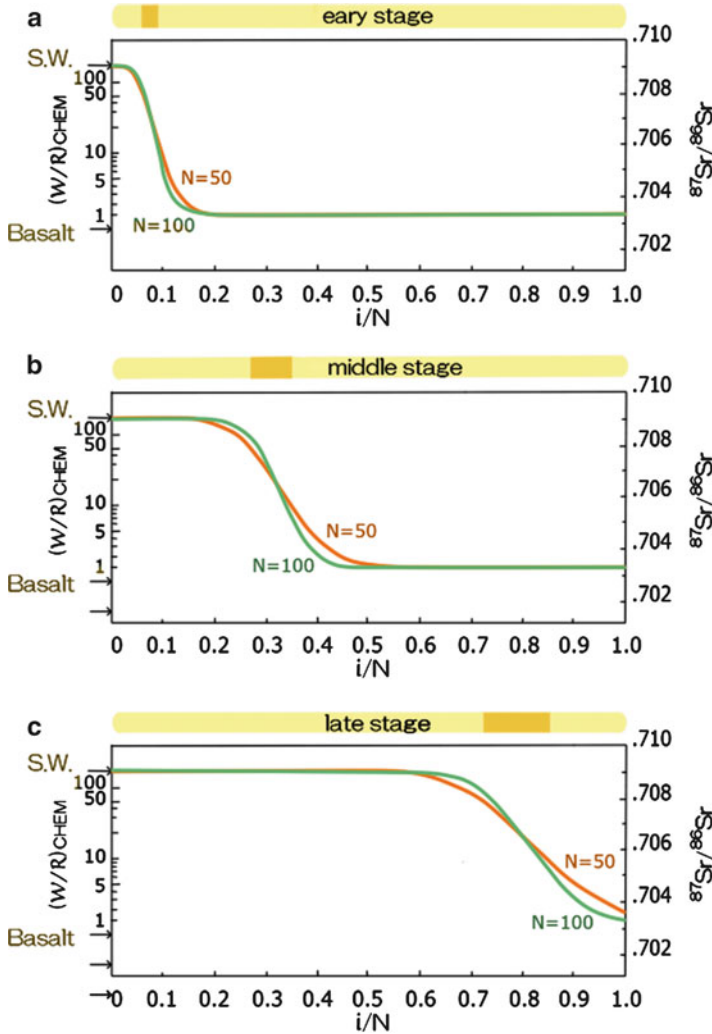 a
eary stage
S.W.
100
50
10
5
1
Basalt
(W/R)CHEM
N=50
N=100
.710
.708
.706
.704
.702
87Sr/86Sr
0 0.1 0.2 0.3 0.4 0.5 0.6 0.7 0.8 0.9 1.0
i/N
b
middle stage
S.W.
100
50
10
5
1
Basalt
(W/R)CHEM
N=50
N=100
.710
.708
.706
.704
.702
87Sr/86Sr
0 0.1 0.2 0.3 0.4 0.5 0.6 0.7 0.8 0.9 1.0
i/N
c
late stage
S.W.
100
50
10
5
1
Basalt
(W/R)CHEM
N=50
N=100
.710
.708
.706
.704
.702
87Sr/86Sr
0 0.1 0.2 0.3 0.4 0.5 0.6 0.7 0.8 0.9 1.0
i/N